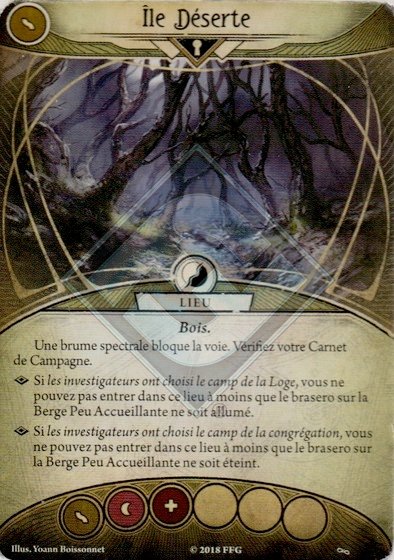 Île Déserte
LIEU
Bois.
Une brume spectrale bloque la voie. Vérifiez votre Carnet
de Campagne.
Si les investigateurs ont choisi le camp de la Loge, vous ne
pouvez pas entrer dans ce lieu à moins que le brasero sur la
Berge Peu Accueillante ne soit allumé.
Si les investigateurs ont choisi le camp de la congrégation, vous
ne pouvez pas entrer dans ce lieu à moins que le brasero sur
la Berge Peu Accueillante ne soit éteint.
Illus. Yoann Boissonnet
© 2018 FFG